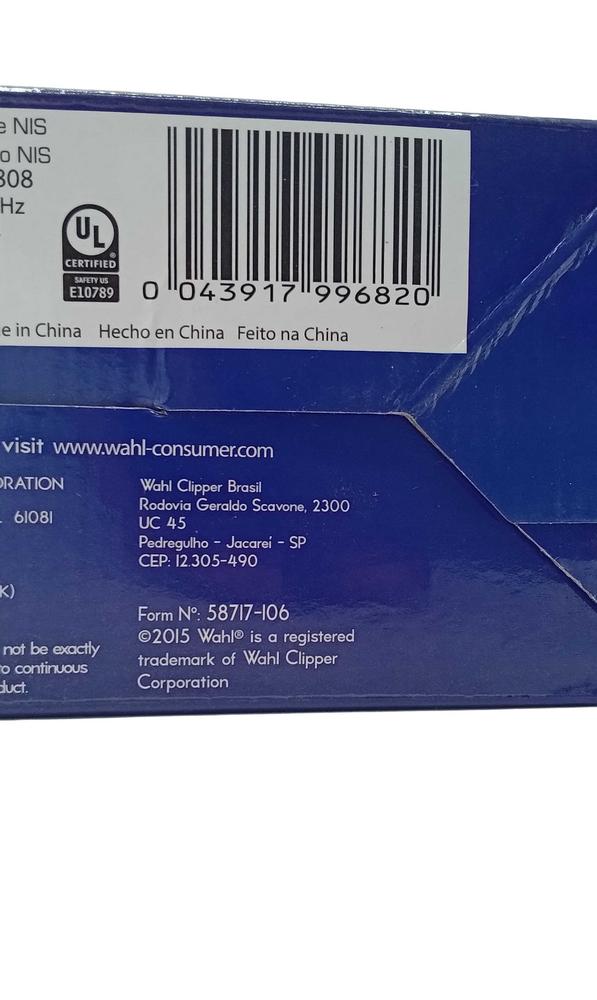 e NIS
o NIS
308
Hz
UL
®
CERTIFIED
SAFETY US
E10789
0 043917 996820
e in China Hecho en China Feito na China
visit www.wahl-consumer.com
ORATION
61081
K)
not be exactly
to continuous
duct.
Wahl Clipper Brasil
Rodovia Geraldo Scavone, 2300
UC 45
Pedregulho - Jacareí - SP
CEP: 12.305-490
Form Nº: 58717-106
©2015 Wahl® is a registered
trademark of Wahl Clipper
Corporation